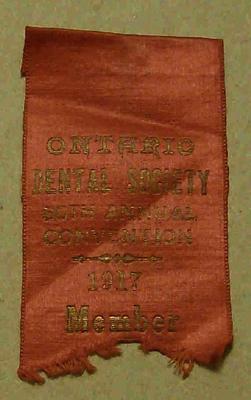 ONTARIO
DENTAL SOCIETY
50TH ANNUAL
CONVENTION
1917
Member